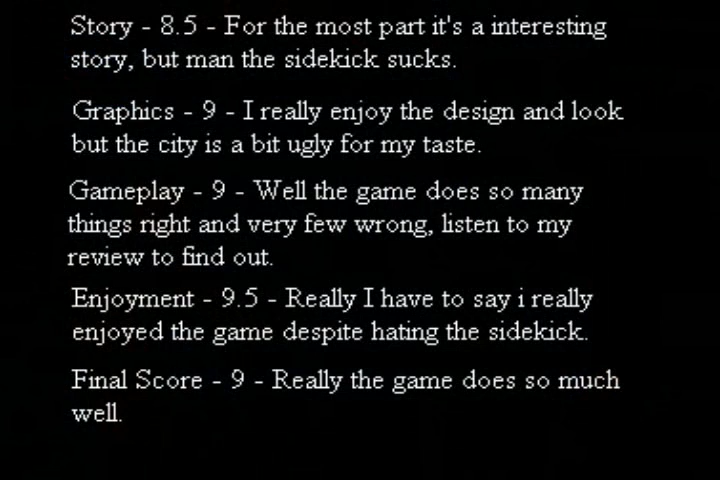 Story - 8.5 - For the most part it's a interesting
story, but man the sidekick sucks.
Graphics - 9 - I really enjoy the design and look
but the city is a bit ugly for my taste.
Gameplay - 9 - Well the game does so many
things right and very few wrong, listen to my
review to find out.
Enjoyment - 9.5 - Really I have to say i really
enjoyed the game despite hating the sidekick.
Final Score - 9 - Really the game does so much
well.